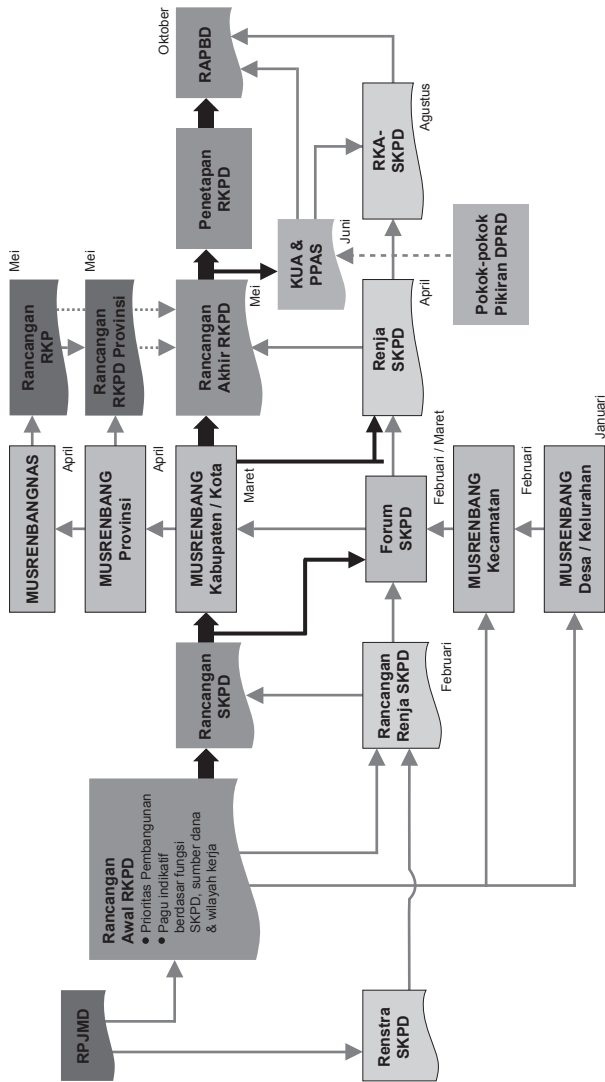 RPJMD
Rancangan
Awal RKPD
● Prioritas Pembangunan
● Pagu indikatif
berdasar fungsi
SKPD, sumber dana
& wilayah kerja
Renstra
SKPD
Rancangan
SKPD
Rancangan
Renja SKPD
Februari
MUSRENBANGNAS
April
MUSRENBANG
Provinsi
April
MUSRENBANG
Kabupaten / Kota
Maret
Forum
SKPD
Februari / Maret
MUSRENBANG
Kecamatan
Februari
MUSRENBANG
Desa / Kelurahan
Januari
Rancangan
RKP
Mei
Rancangan
RKPD Provinsi
Mei
Rancangan
Akhir RKPD
Mei
Renja
SKPD
April
Penetapan
RKPD
KUA &
PPAS
Juni
Pokok-pokok
Pikiran DPRD
RAPBD
Oktober
RKA-
SKPD
Agustus